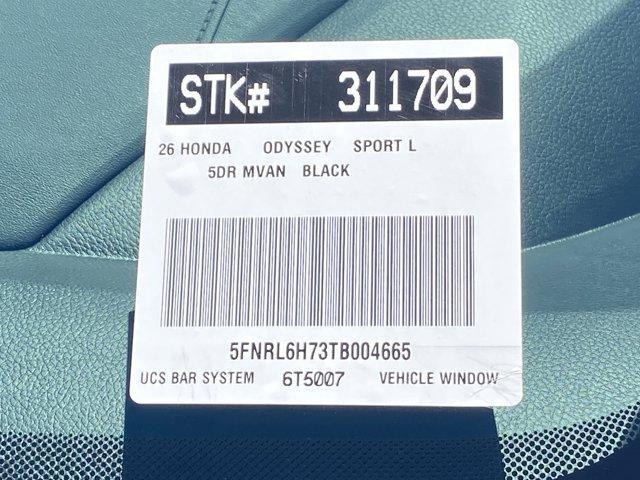 STK# 311709
26 HONDA ODYSSEY SPORT L
5DR MVAN BLACK
5FNRL6H73TB004665
UCS BAR SYSTEM 6T5007 VEHICLE WINDOW